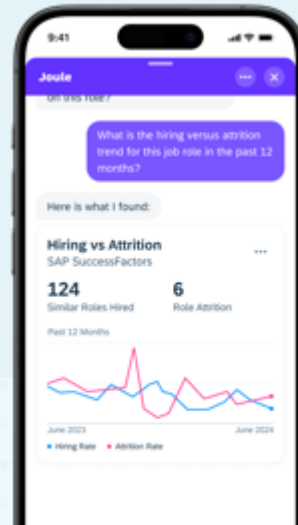 9:41
Joule
on this role?
What is the hiring versus attrition
trend for this job role in the past 12
months?
Here is what I found:
Hiring vs Attrition
SAP SuccessFactors
124
6
Similar Roles Hired
Role Attrition
Past 12 Months
June 2023
June 2024
Hiring Rate
Attrition Rate